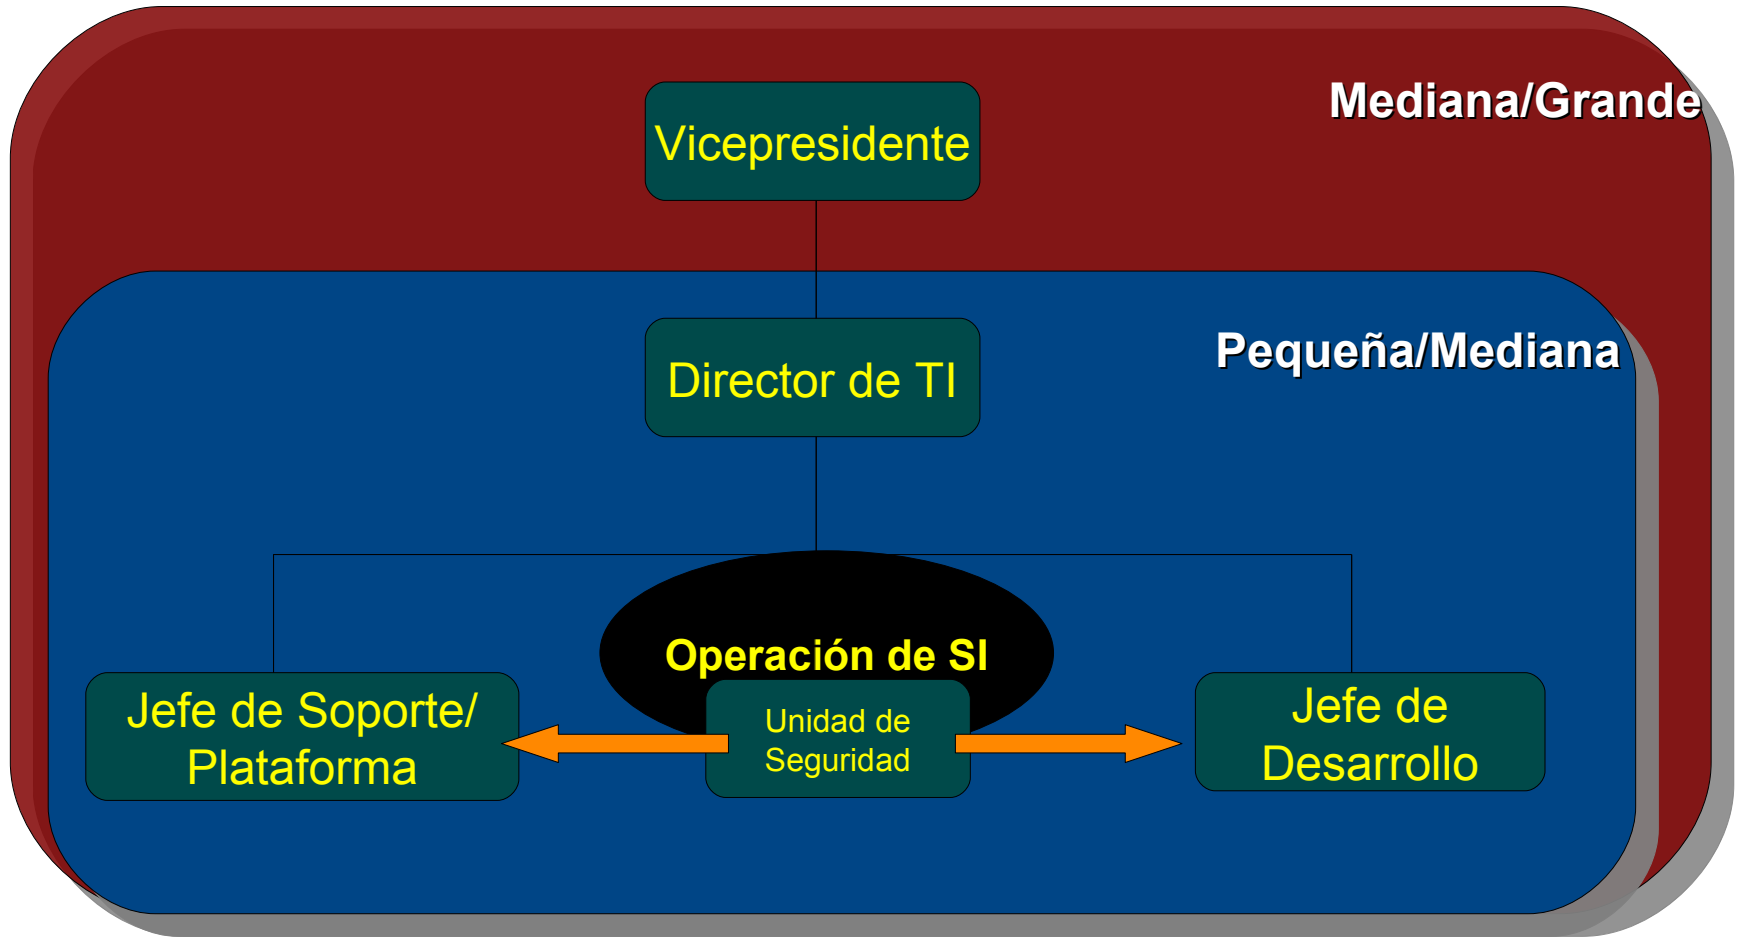 Mediana/Grande
Vicepresidente
Pequeña/Mediana
Director de TI
Operación de SI
Jefe de Soporte/
Plataforma
Unidad de
Seguridad
Jefe de
Desarrollo